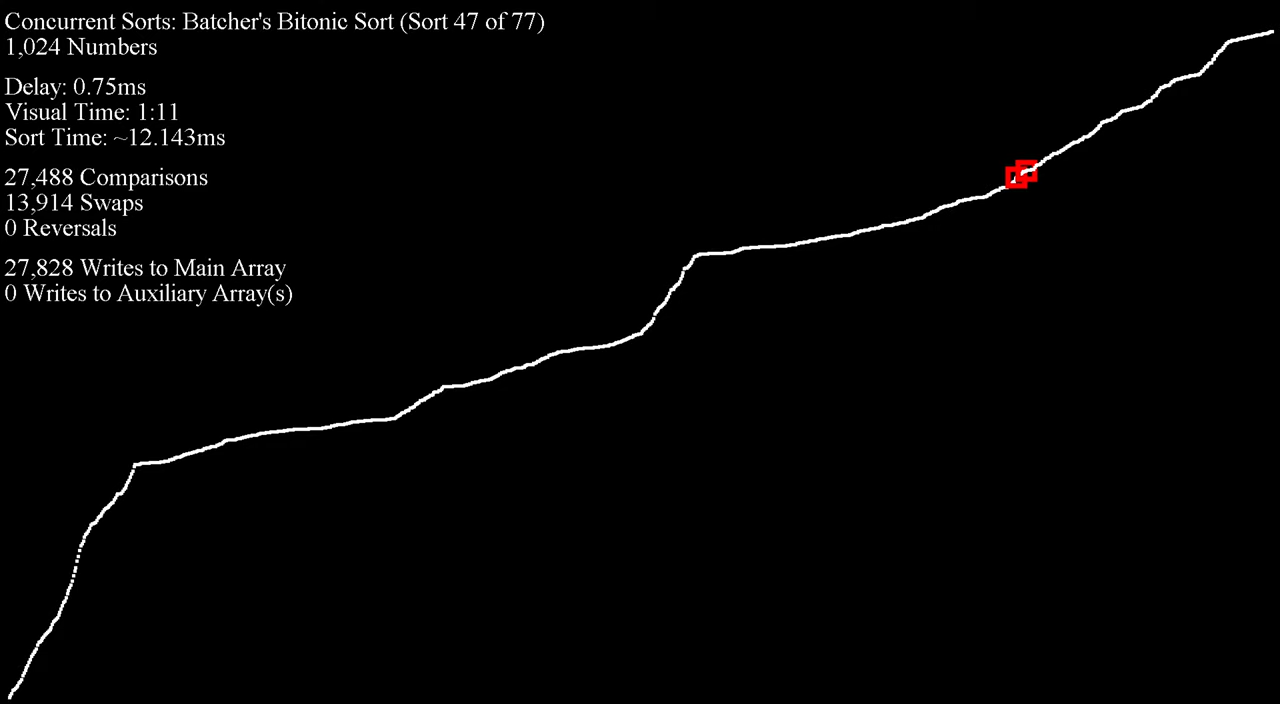 Concurrent Sorts: Batcher's Bitonic Sort (Sort 47 of 77)
1,024 Numbers
Delay: 0.75ms
Visual Time: 1:11
Sort Time: ~12.143ms
27,488 Comparisons
13,914 Swaps
0 Reversals
27,828 Writes to Main Array
0 Writes to Auxiliary Array(s)